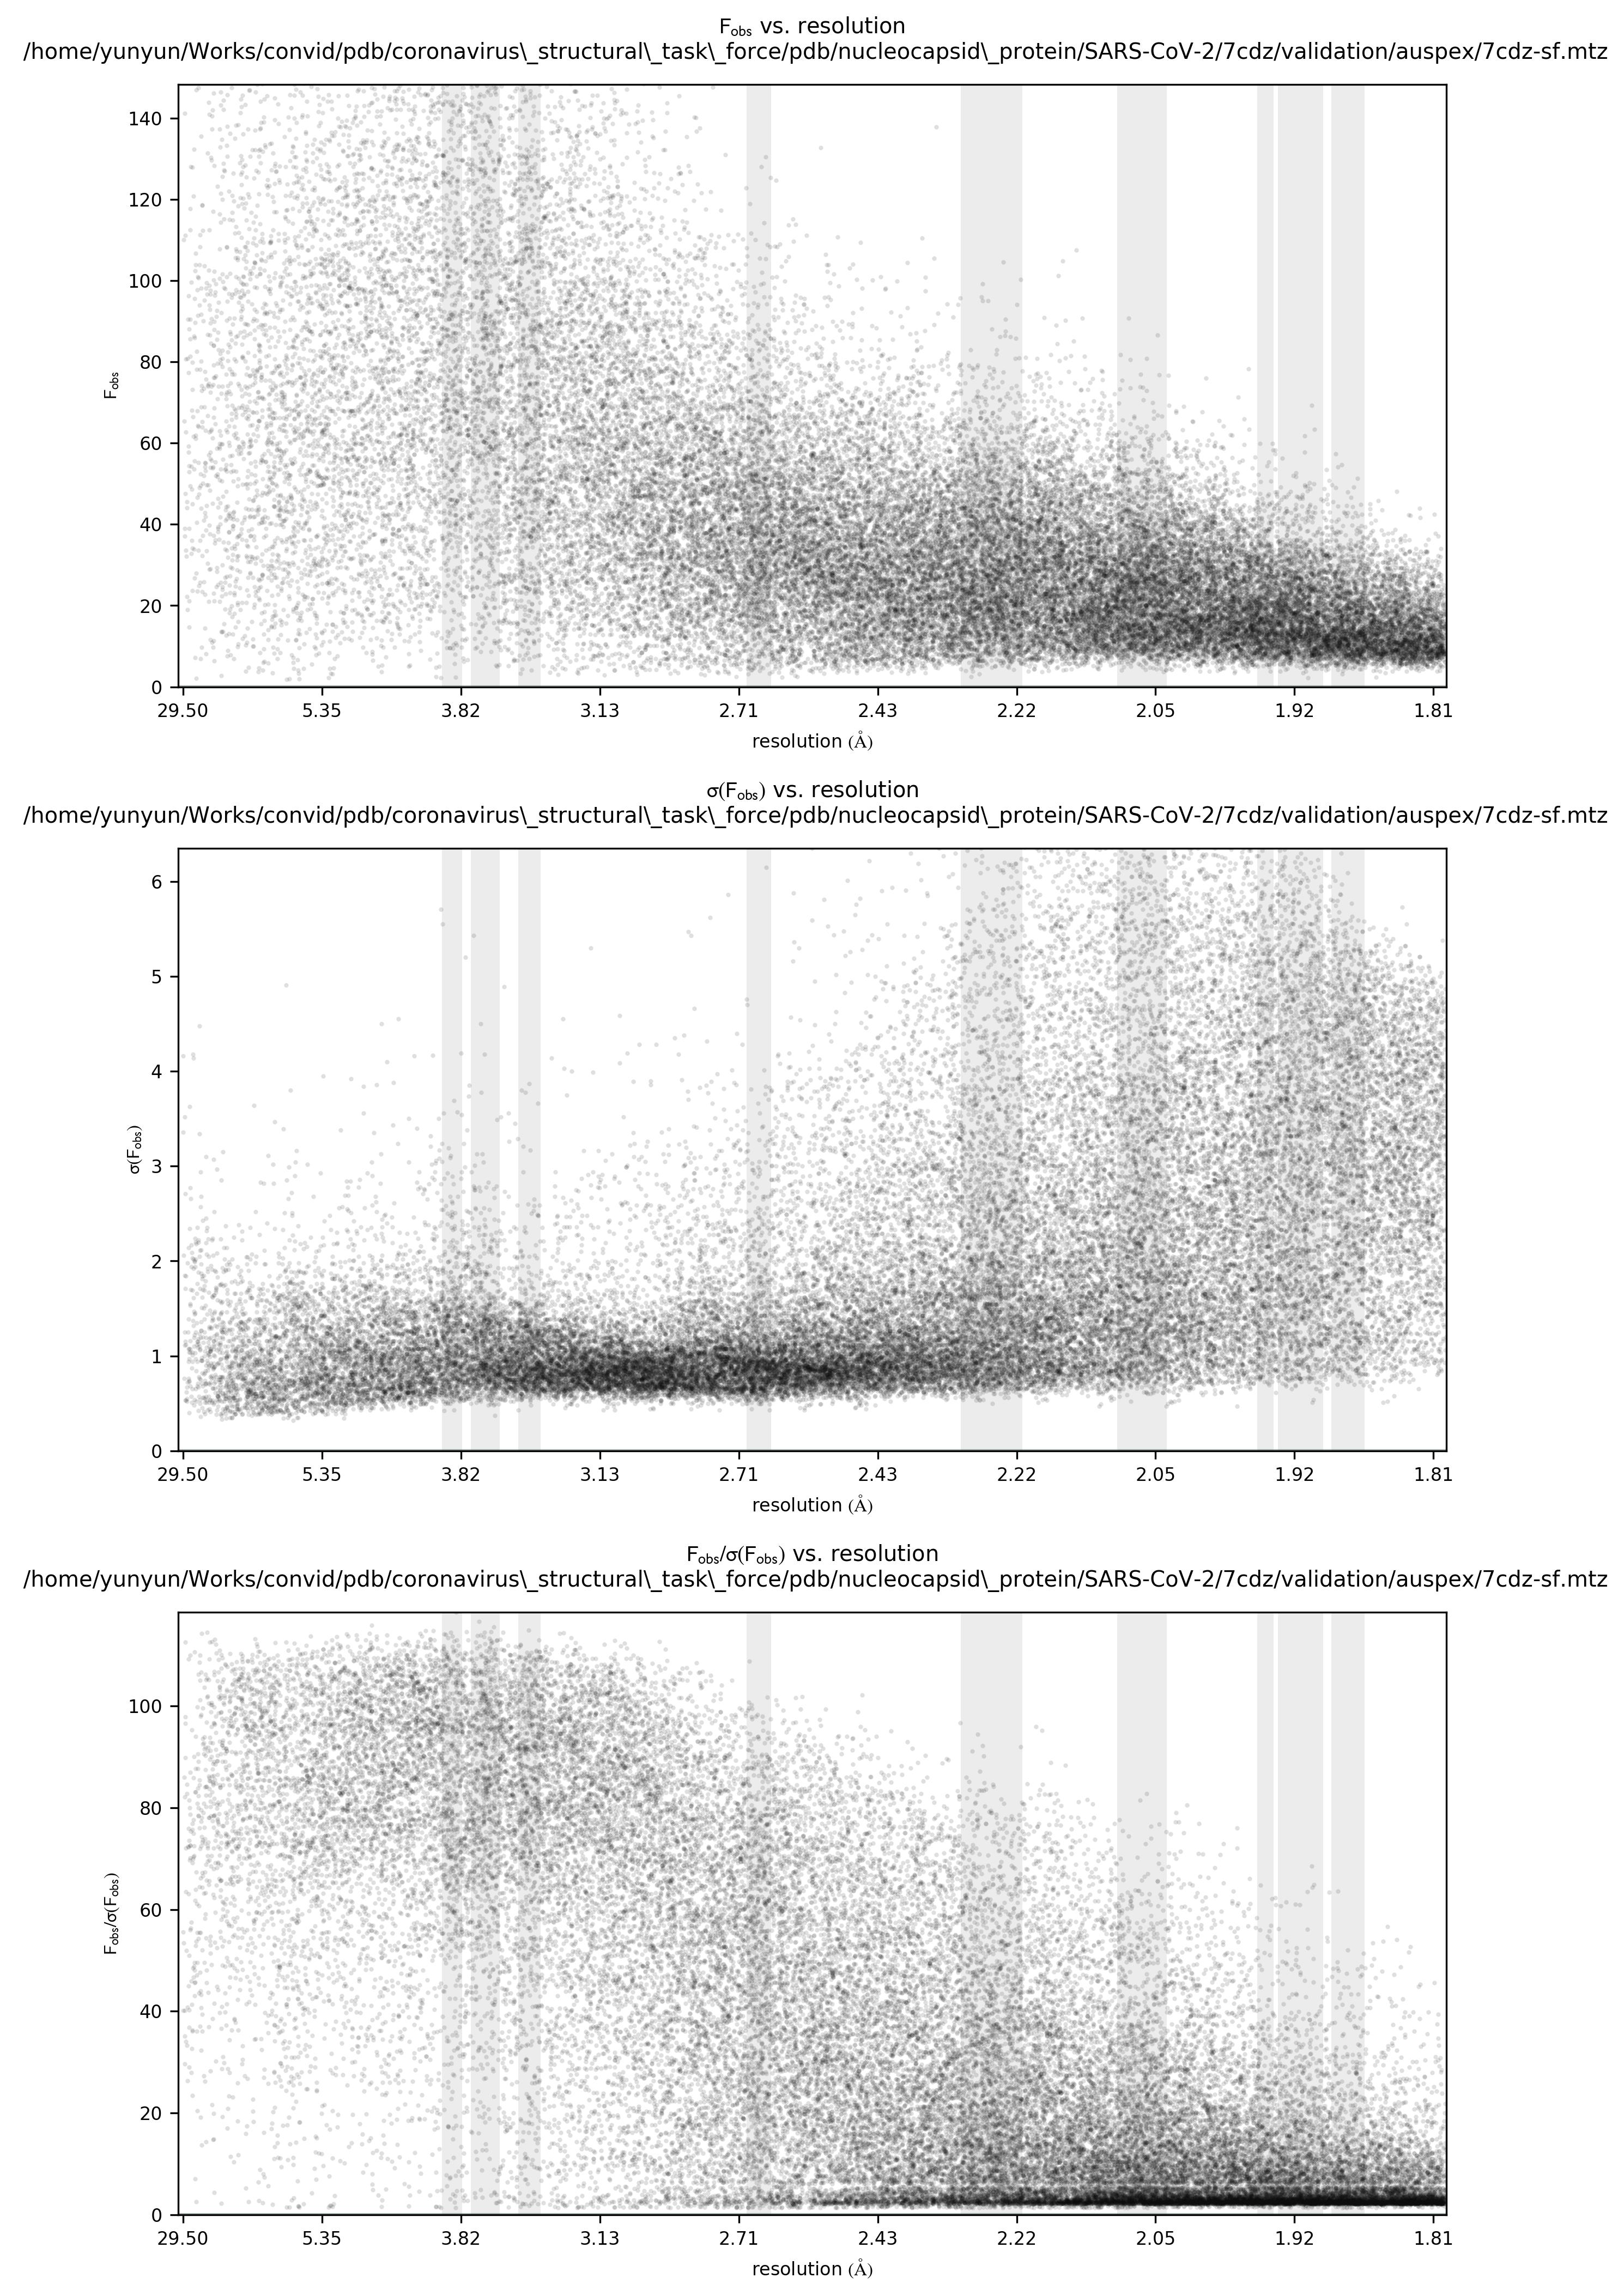 Fobs vs. resolution
/home/yunyun/Works/convid/pdb/coronavirus\_structural\_task\_force/pdb/nucleocapsid\_protein/SARS-CoV-2/7cdz/validation/auspex/7cdz-sf.mtz
140
120
100
80
60
40
20
0
Fobs
29.50 5.35 3.82 3.13 2.71 2.43 2.22 2.05 1.92 1.81
resolution (Å)
σ(Fobs) vs. resolution
/home/yunyun/Works/convid/pdb/coronavirus\_structural\_task\_force/pdb/nucleocapsid\_protein/SARS-CoV-2/7cdz/validation/auspex/7cdz-sf.mtz
6
5
4
3
2
1
0
σ(Fobs)
29.50 5.35 3.82 3.13 2.71 2.43 2.22 2.05 1.92 1.81
resolution (Å)
Fobs/σ(Fobs) vs. resolution
/home/yunyun/Works/convid/pdb/coronavirus\_structural\_task\_force/pdb/nucleocapsid\_protein/SARS-CoV-2/7cdz/validation/auspex/7cdz-sf.mtz
100
80
60
40
20
0
Fobs/σ(Fobs)
29.50 5.35 3.82 3.13 2.71 2.43 2.22 2.05 1.92 1.81
resolution (Å)